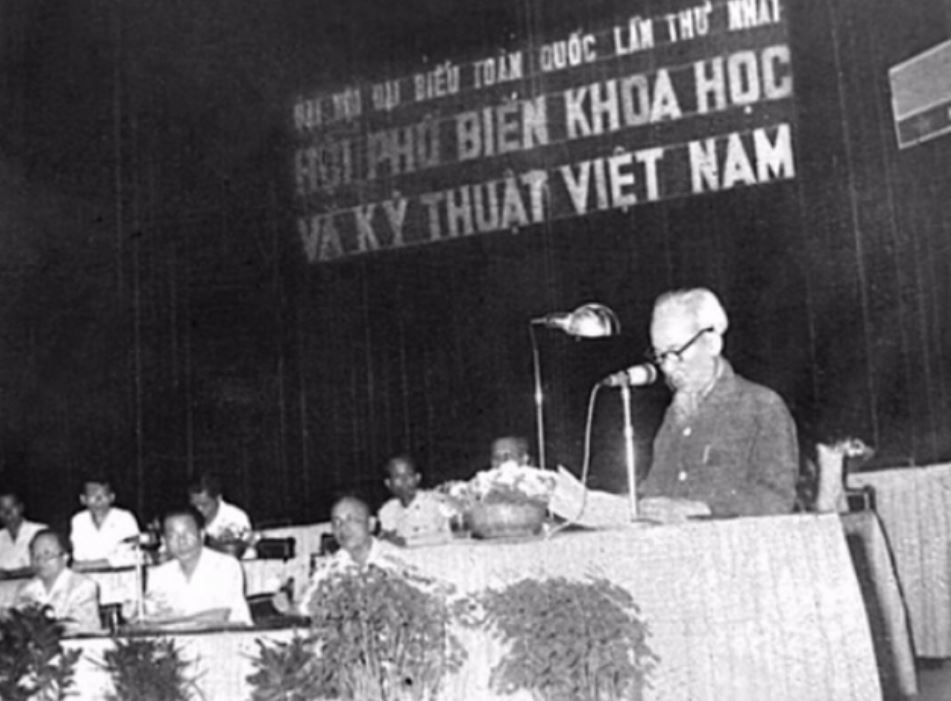 ĐẠI HỘI ĐẠI BIỂU TOÀN QUỐC LẦN THỨ NHẤT
HỘI PHỔ BIẾN KHOA HỌC
VÀ KỸ THUẬT VIỆT NAM